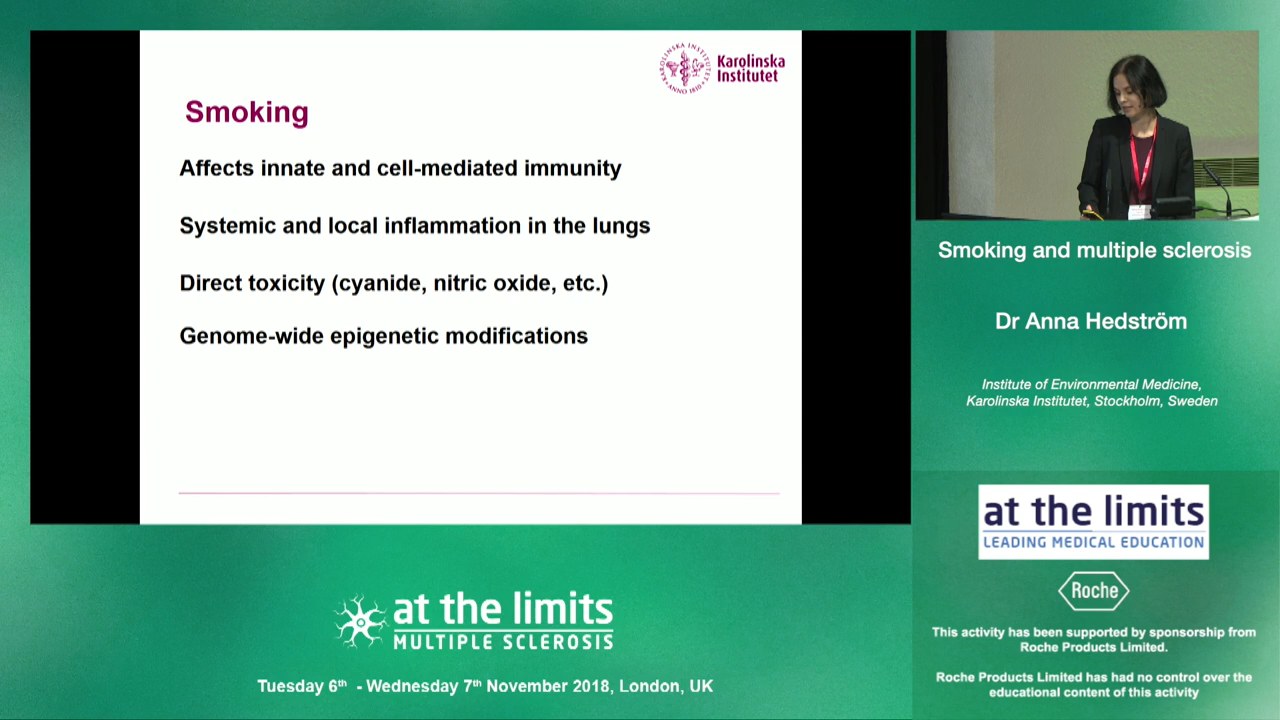 KAROLINSKA INSTITUTET
ANNO 1810
Karolinska
Institutet
Smoking
Affects innate and cell-mediated immunity
Systemic and local inflammation in the lungs
Direct toxicity (cyanide, nitric oxide, etc.)
Genome-wide epigenetic modifications
Smoking and multiple sclerosis
Dr Anna Hedström
Institute of Environmental Medicine,
Karolinska Institutet, Stockholm, Sweden
at the limits
LEADING MEDICAL EDUCATION
Roche
This activity has been supported by sponsorship from
Roche Products Limited.
Roche Products Limited has had no control over the
educational content of this activity
at the limits
MULTIPLE SCLEROSIS
Tuesday 6th - Wednesday 7th November 2018, London, UK